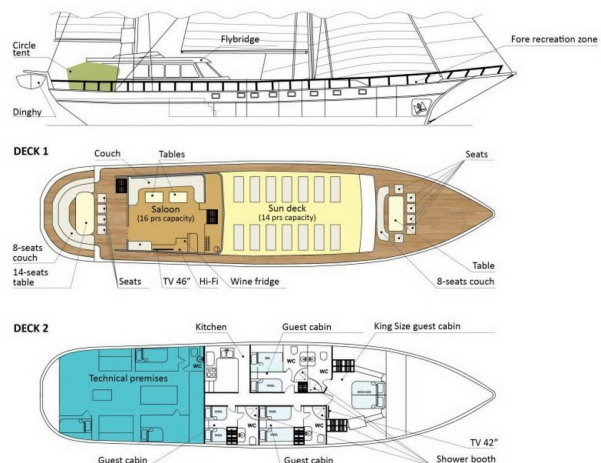 Circle
tent
Flybridge
Fore recreation zone
Dinghy
DECK 1
Couch
Tables
Seats
Saloon
(16 prs capacity)
Sun deck
(14 prs capacity)
8-seats
couch
14-seats
table
Seats
TV 46"
Hi-Fi
Wine fridge
Table
8-seats couch
DECK 2
Kitchen
Guest cabin
King Size guest cabin
Technical premises
WC
WC
WC
WC
WC
TV 42"
Guest cabin
Guest cabin
Shower booth